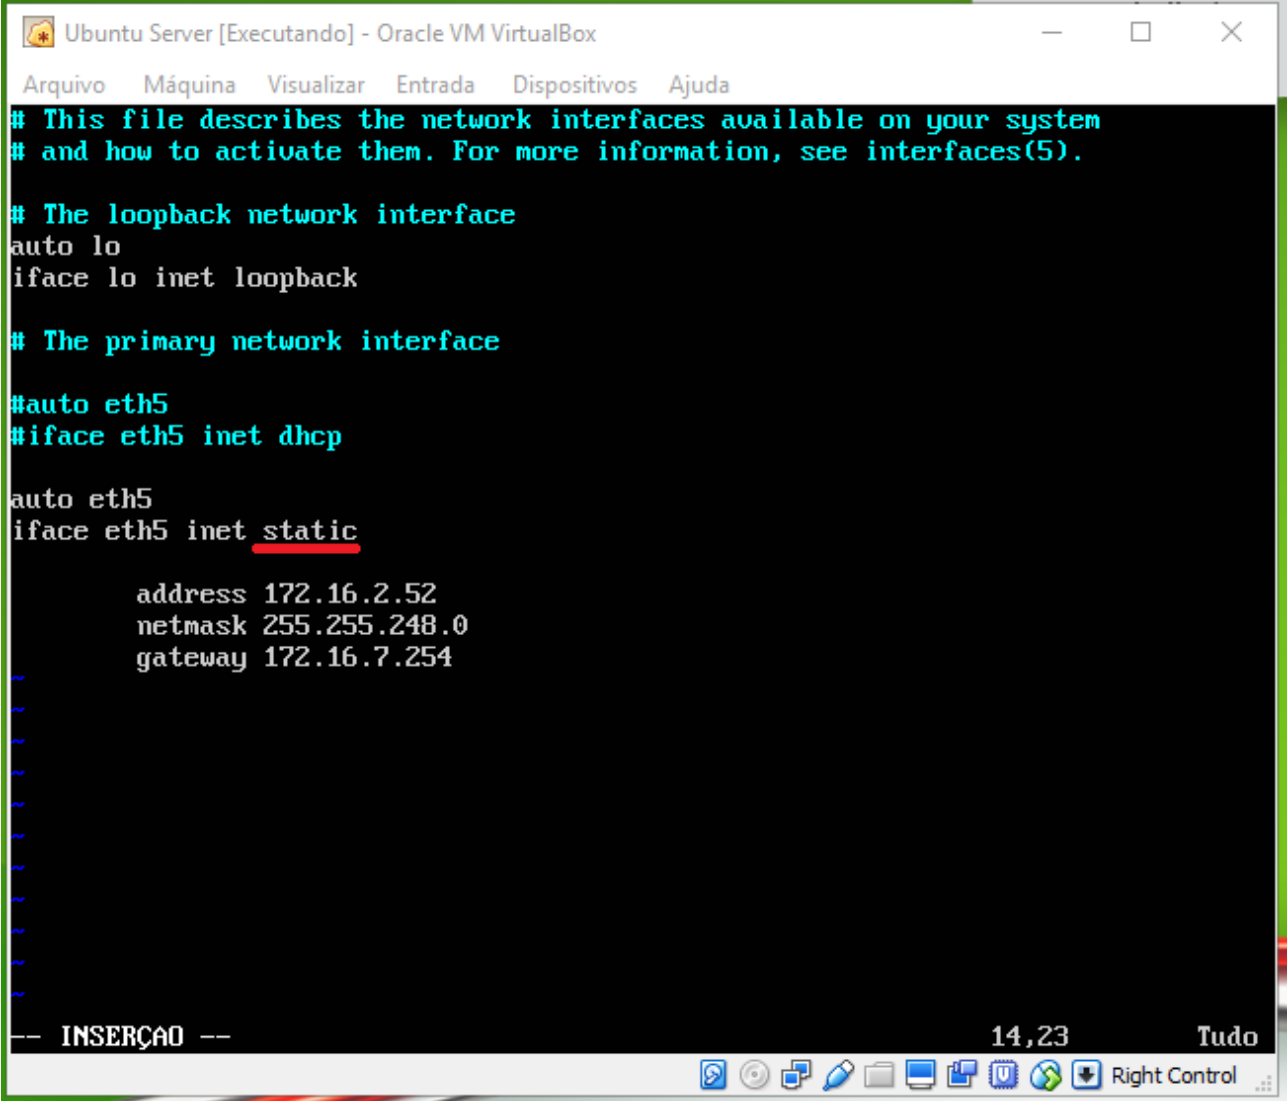 Ubuntu Server [Executando] - Oracle VM VirtualBox
Arquivo Máquina Visualizar Entrada Dispositivos Ajuda
# This file describes the network interfaces available on your system
# and how to activate them. For more information, see interfaces(5).
# The loopback network interface
auto lo
iface lo inet loopback
# The primary network interface
#auto eth5
#iface eth5 inet dhcp
auto eth5
iface eth5 inet static
address 172.16.2.52
netmask 255.255.248.0
gateway 172.16.7.254
~
~
~
~
~
~
~
~
~
~
~
-- INSERÇAO -- 14,23 Tudo
Right Control